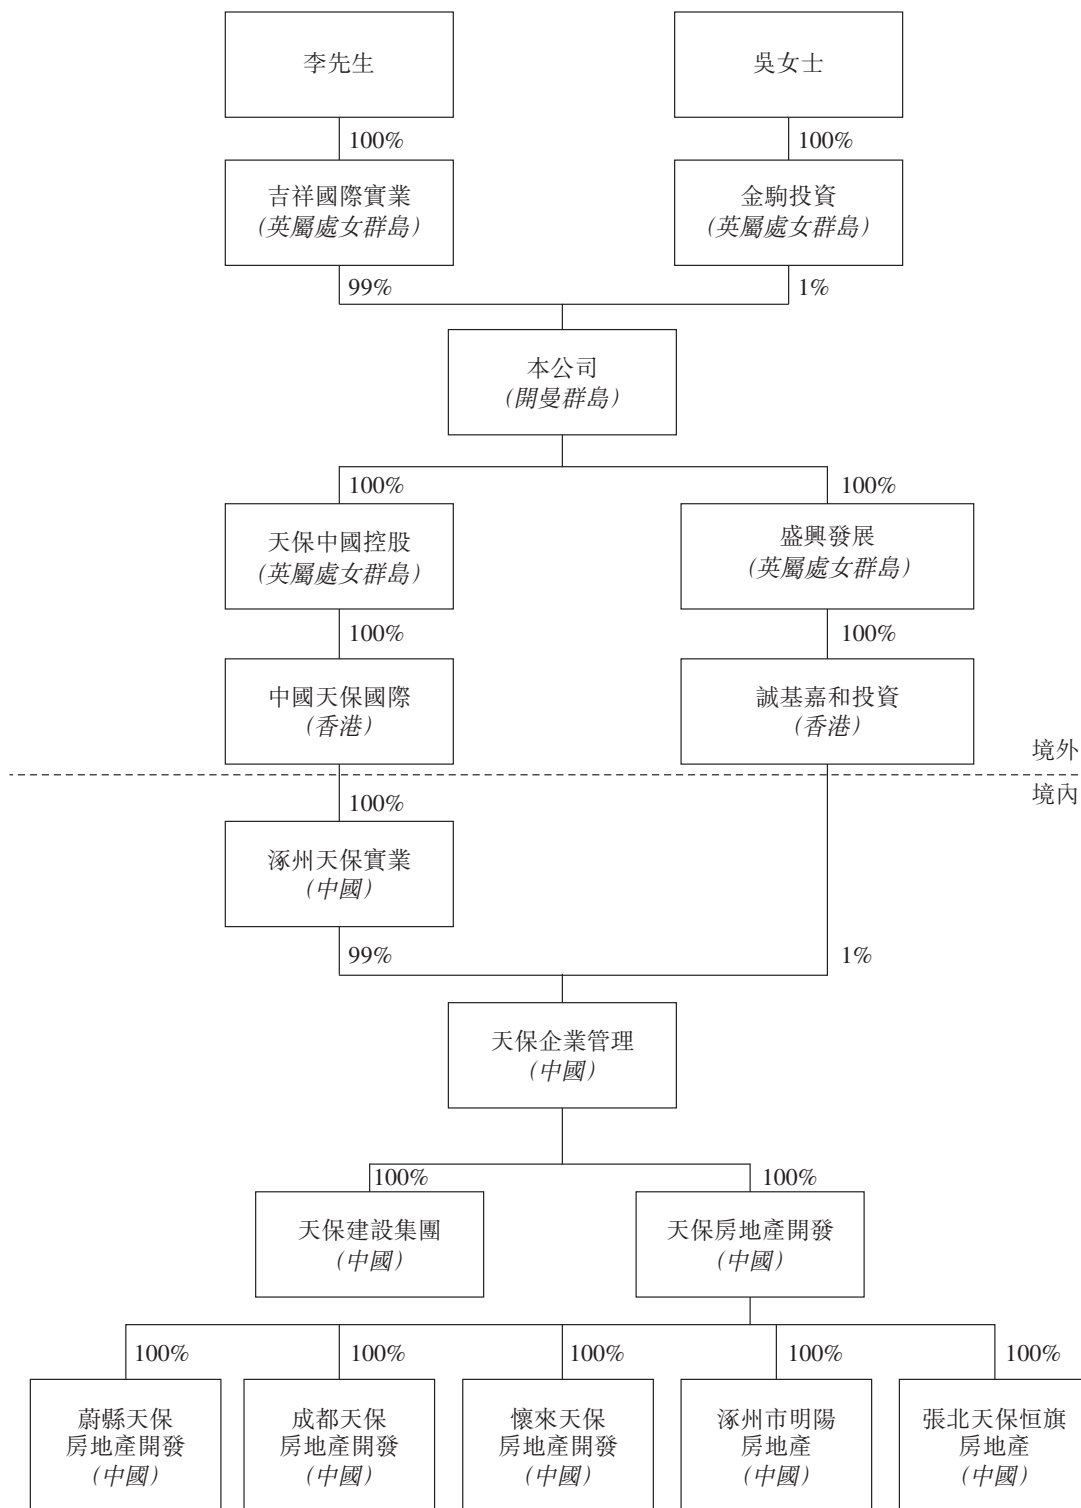 李先生
吳女士
100%
100%
吉祥國際實業
(英屬處女群島)
金駒投資
(英屬處女群島)
99%
1%
本公司
(開曼群島)
100%
100%
天保中國控股
(英屬處女群島)
盛興發展
(英屬處女群島)
100%
100%
中國天保國際
(香港)
誠基嘉和投資
(香港)
境外
境內
100%
涿州天保實業
(中國)
99%
1%
天保企業管理
(中國)
100%
100%
天保建設集團
(中國)
天保房地產開發
(中國)
100%
100%
100%
100%
100%
蔚縣天保
房地產開發
(中國)
成都天保
房地產開發
(中國)
懷來天保
房地產開發
(中國)
涿州市明陽
房地產
(中國)
張北天保恒旗
房地產
(中國)